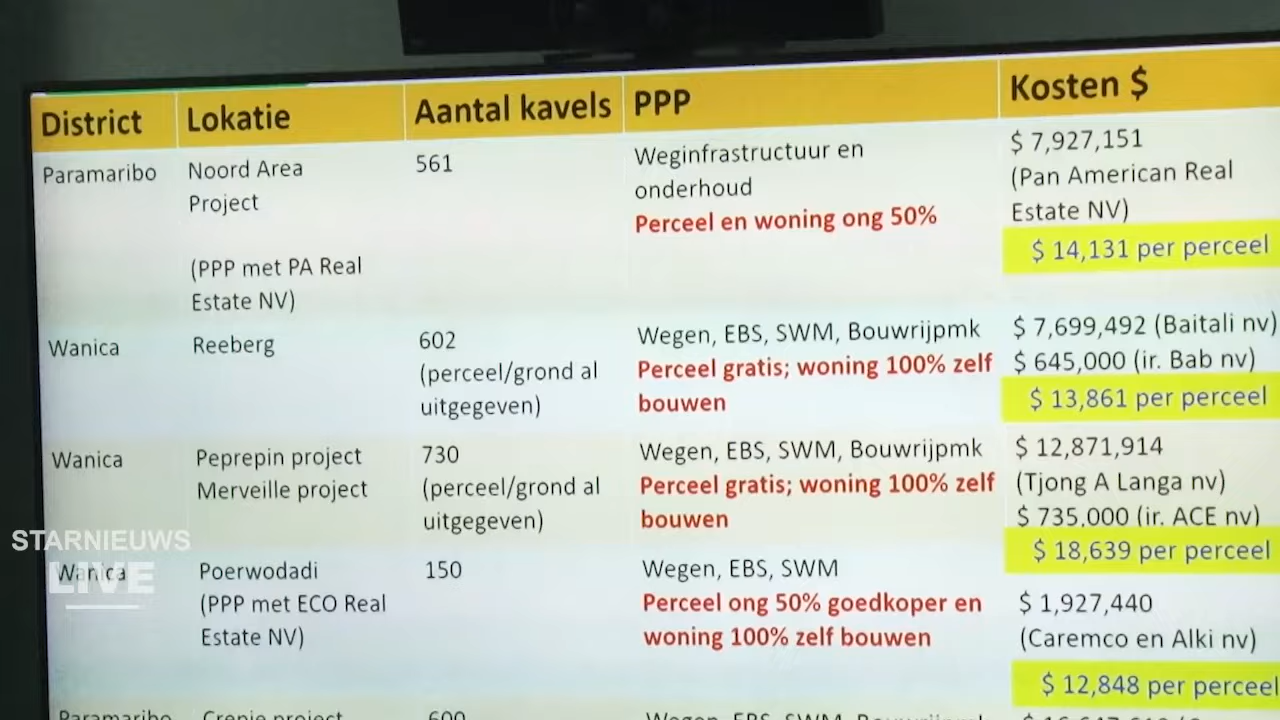 District
Lokatie
Aantal kavels
PPP
Kosten $
Paramaribo
Noord Area
Project
(PPP met PA Real
Estate NV)
561
Weginfrastructuur en
onderhoud
Perceel en woning ong 50%
$ 7,927,151
(Pan American Real
Estate NV)
$ 14,131 per perceel
Wanica
Reeberg
602
(perceel/grond al
uitgegeven)
Wegen, EBS, SWM, Bouwrijpmk
Perceel gratis; woning 100% zelf
bouwen
$ 7,699,492 (Baitali nv)
$ 645,000 (ir. Bab nv)
$ 13,861 per perceel
Wanica
Peprepin project
Merveille project
730
(perceel/grond al
uitgegeven)
Wegen, EBS, SWM, Bouwrijpmk
Perceel gratis; woning 100% zelf
bouwen
$ 12,871,914
(Tjong A Langa nv)
$ 735,000 (ir. ACE nv)
$ 18,639 per perceel
Wanica
Poerwodadi
(PPP met ECO Real
Estate NV)
150
Wegen, EBS, SWM
Perceel ong 50% goedkoper en
woning 100% zelf bouwen
$ 1,927,440
(Caremco en Alki nv)
$ 12,848 per perceel
Paramaribo
project
600
Wegen, EBS, SWM, Bouwrijpmk
STARNIEUWS
LIVE